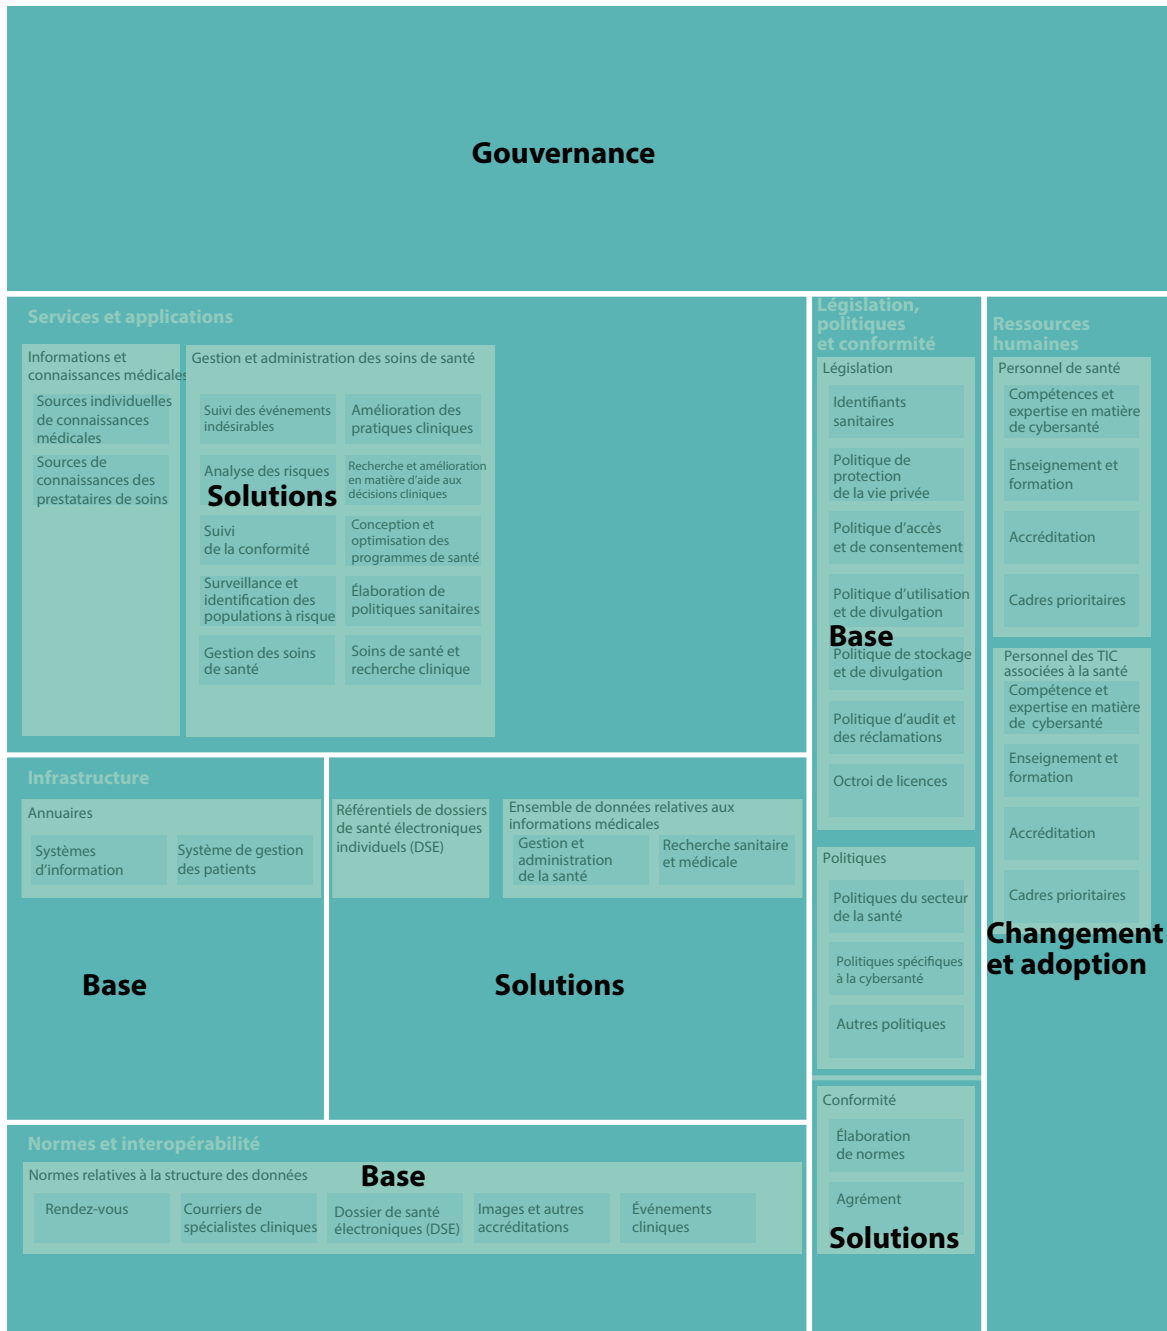 Gouvernance
Services et applications
Informations et
connaissances médicales
Sources individuelles
de connaissances
médicales
Sources de
connaissances des
prestataires de soins
Gestion et administration des soins de santé
Suivi des événements
indésirables
Amélioration des
pratiques cliniques
Analyse des risques
Recherche et amélioration
en matière d'aide aux
décisions cliniques
Solutions
Suivi
de la conformité
Conception et
optimisation des
programmes de santé
Surveillance et
identification des
populations à risque
Élaboration de
politiques sanitaires
Gestion des soins
de santé
Soins de santé et
recherche clinique
Infrastructure
Annuaires
Systèmes
d'information
Système de gestion
des patients
Base
Référentiels de dossiers
de santé électroniques
individuels (DSE)
Ensemble de données relatives aux
informations médicales
Gestion et
administration
de la santé
Recherche sanitaire
et médicale
Solutions
Normes et interopérabilité
Normes relatives à la structure des données
Base
Rendez-vous
Courriers de
spécialistes cliniques
Dossier de santé
électroniques (DSE)
Images et autres
accréditations
Événements
cliniques
Législation,
politiques
et conformité
Législation
Identifiants
sanitaires
Politique de
protection
de la vie privée
Politique d'accès
et de consentement
Politique d'utilisation
et de divulgation
Base
Politique de stockage
et de divulgation
Politique d'audit et
des réclamations
Octroi de licences
Politiques
Politiques du secteur
de la santé
Politiques spécifiques
à la cybersanté
Autres politiques
Conformité
Élaboration
de normes
Agrément
Solutions
Ressources
humaines
Personnel de santé
Compétences et
expertise en matière
de cybersanté
Enseignement et
formation
Accréditation
Cadres prioritaires
Personnel des TIC
associées à la santé
Compétence et
expertise en matière
de cybersanté
Enseignement et
formation
Accréditation
Cadres prioritaires
Changement
et adoption